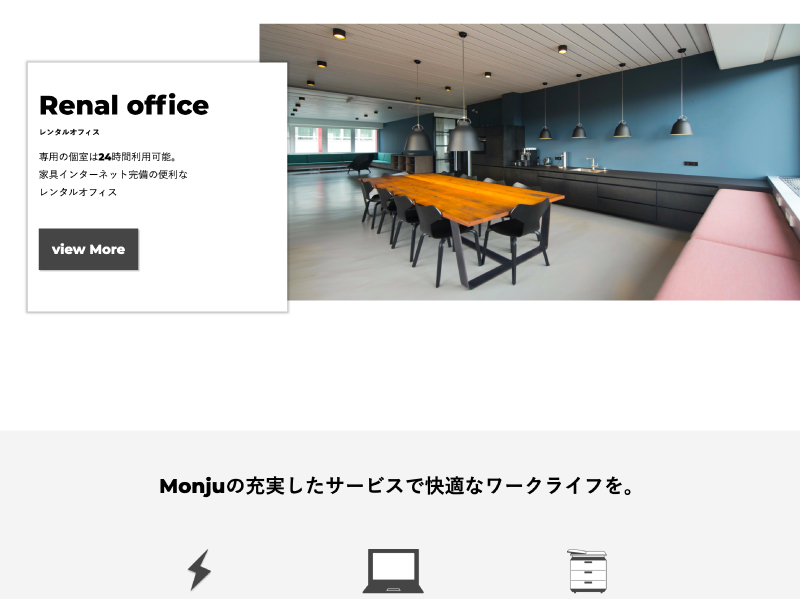 Renal office
レンタルオフィス
専用の個室は24時間利用可能。
家具インターネット完備の便利な
レンタルオフィス
view More
Monjuの充実したサービスで快適なワークライフを。